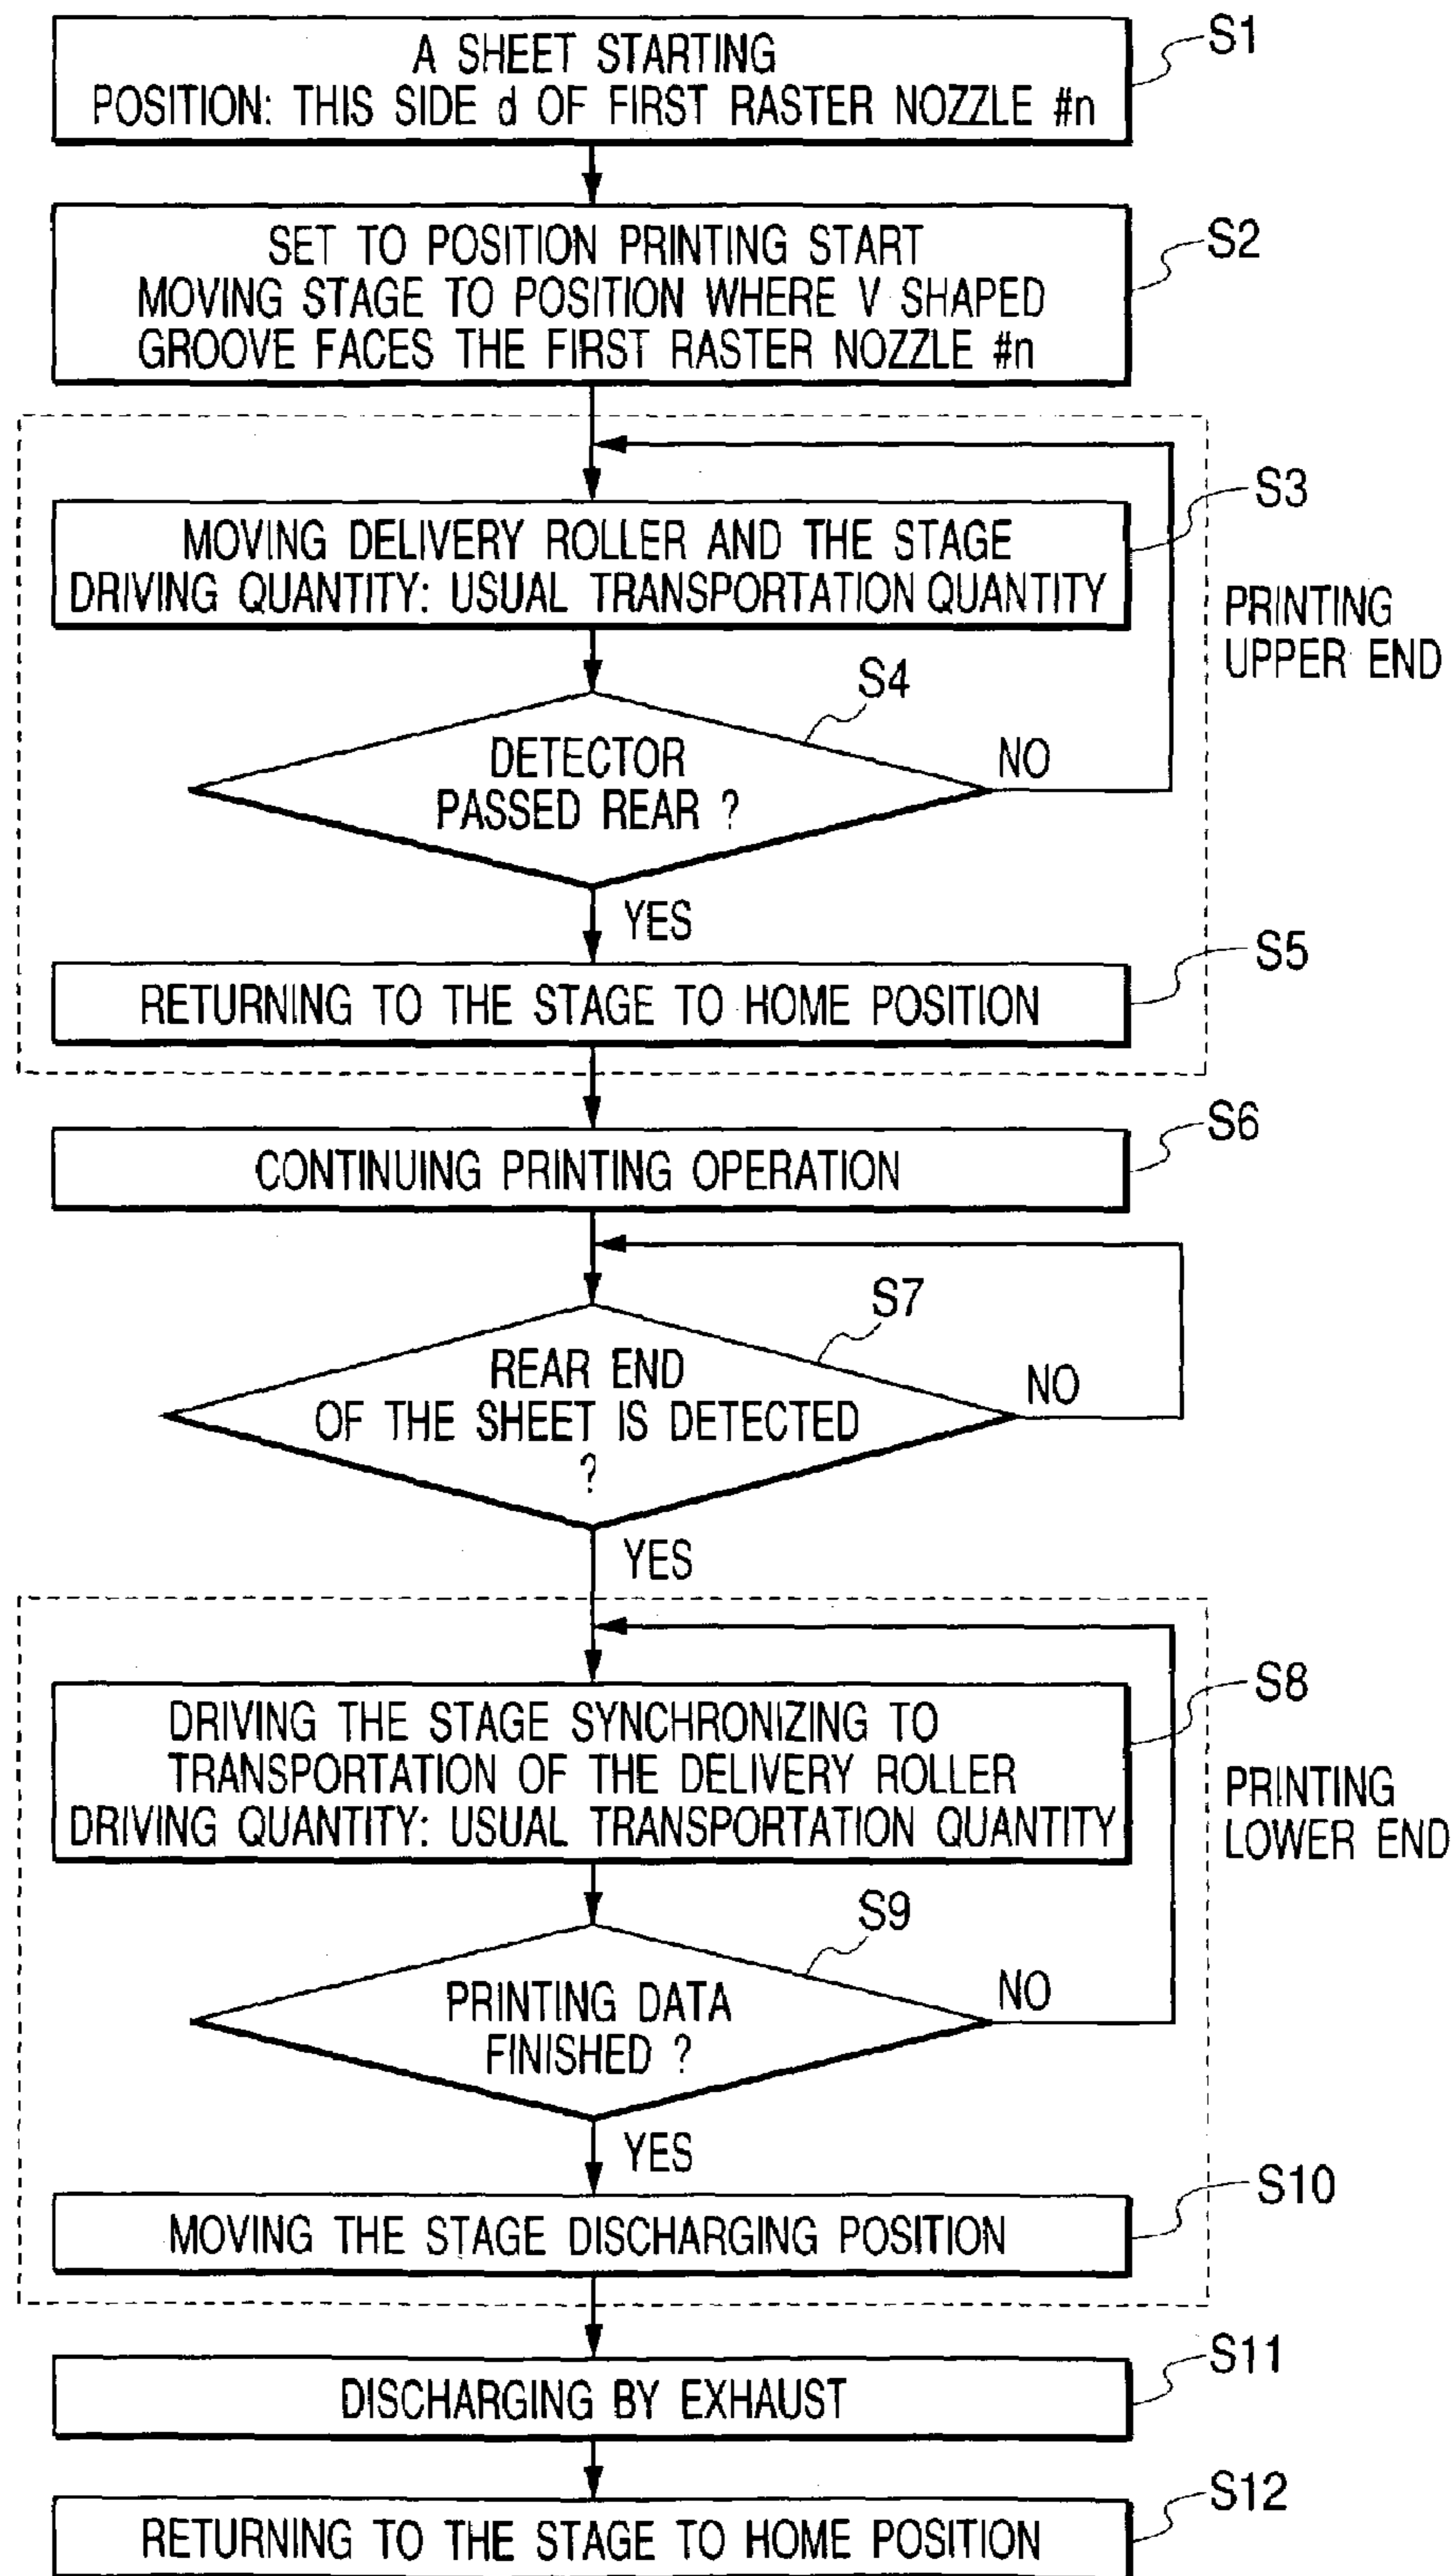 S1
A SHEET STARTING
POSITION: THIS SIDE d OF FIRST RASTER NOZZLE #n
S2
SET TO POSITION PRINTING START
MOVING STAGE TO POSITION WHERE V SHAPED
GROOVE FACES THE FIRST RASTER NOZZLE #n
S3
MOVING DELIVERY ROLLER AND THE STAGE
DRIVING QUANTITY: USUAL TRANSPORTATION QUANTITY
PRINTING
UPPER END
S4
DETECTOR
PASSED REAR ?
NO
YES
S5
RETURNING TO THE STAGE TO HOME POSITION
S6
CONTINUING PRINTING OPERATION
S7
REAR END
OF THE SHEET IS DETECTED
?
NO
YES
S8
DRIVING THE STAGE SYNCHRONIZING TO
TRANSPORTATION OF THE DELIVERY ROLLER
DRIVING QUANTITY: USUAL TRANSPORTATION QUANTITY
PRINTING
LOWER END
S9
PRINTING DATA
FINISHED ?
NO
YES
S10
MOVING THE STAGE DISCHARGING POSITION
S11
DISCHARGING BY EXHAUST
S12
RETURNING TO THE STAGE TO HOME POSITION